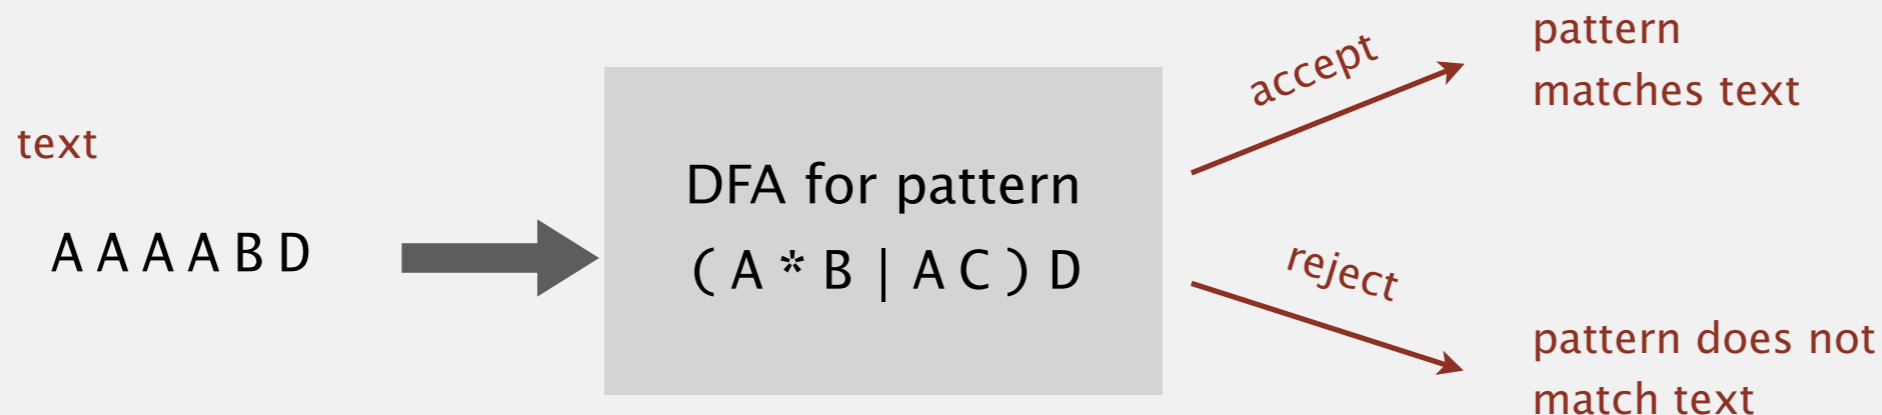 text
A A A A B D
DFA for pattern
( A * B | A C ) D
accept
pattern
matches text
reject
pattern does not
match text